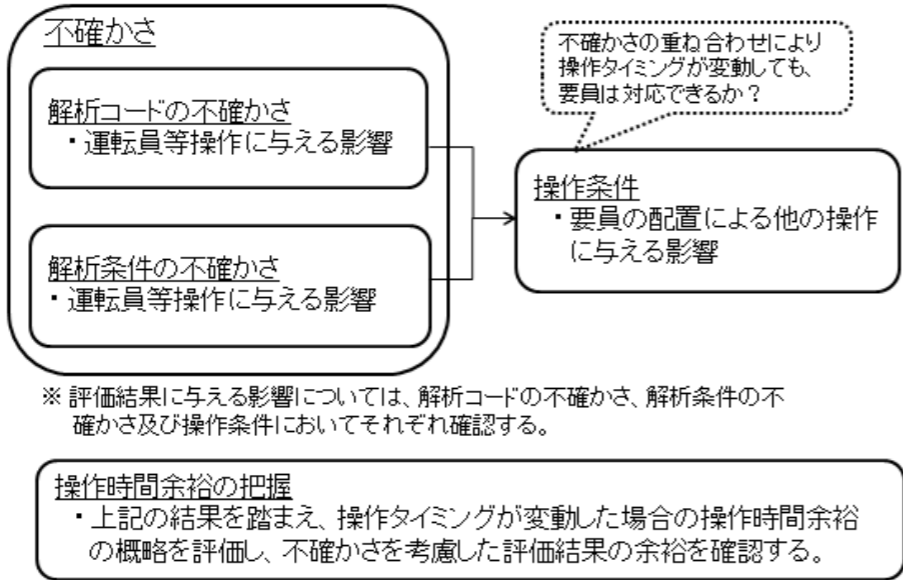 不確かさ
解析コードの不確かさ
・運転員等操作に与える影響
解析条件の不確かさ
・運転員等操作に与える影響
不確かさの重ね合わせにより
操作タイミングが変動しても、
要員は対応できるか？
操作条件
・要員の配置による他の操作
に与える影響
※ 評価結果に与える影響については、解析コードの不確かさ、解析条件の不
確かさ及び操作条件においてそれぞれ確認する。
操作時間余裕の把握
・上記の結果を踏まえ、操作タイミングが変動した場合の操作時間余裕
の概略を評価し、不確かさを考慮した評価結果の余裕を確認する。